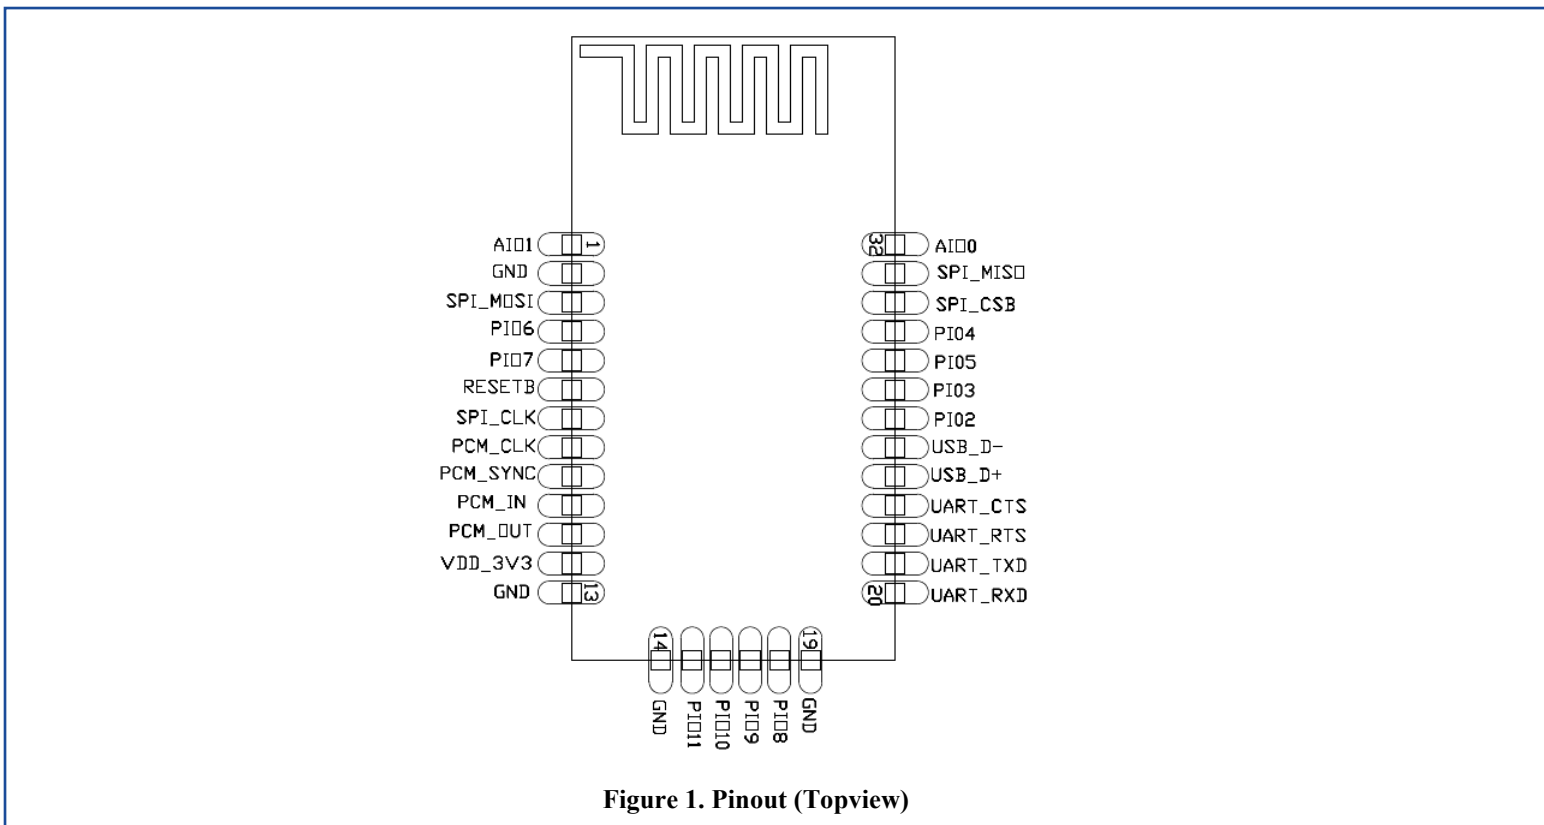 AIO1 1
GND
SPI_MOSI
PIO6
PIO7
RESETB
SPI_CLK
PCM_CLK
PCM_SYNC
PCM_IN
PCM_OUT
VDD_3V3
GND 13
32 AIO0
SPI_MISO
SPI_CSB
PIO4
PIO5
PIO3
PIO2
USB_D-
USB_D+
UART_CTS
UART_RTS
UART_TXD
20 UART_RXD
14 GND
PIO11
PIO10
PIO9
PIO8
19 GND
Figure 1. Pinout (Topview)